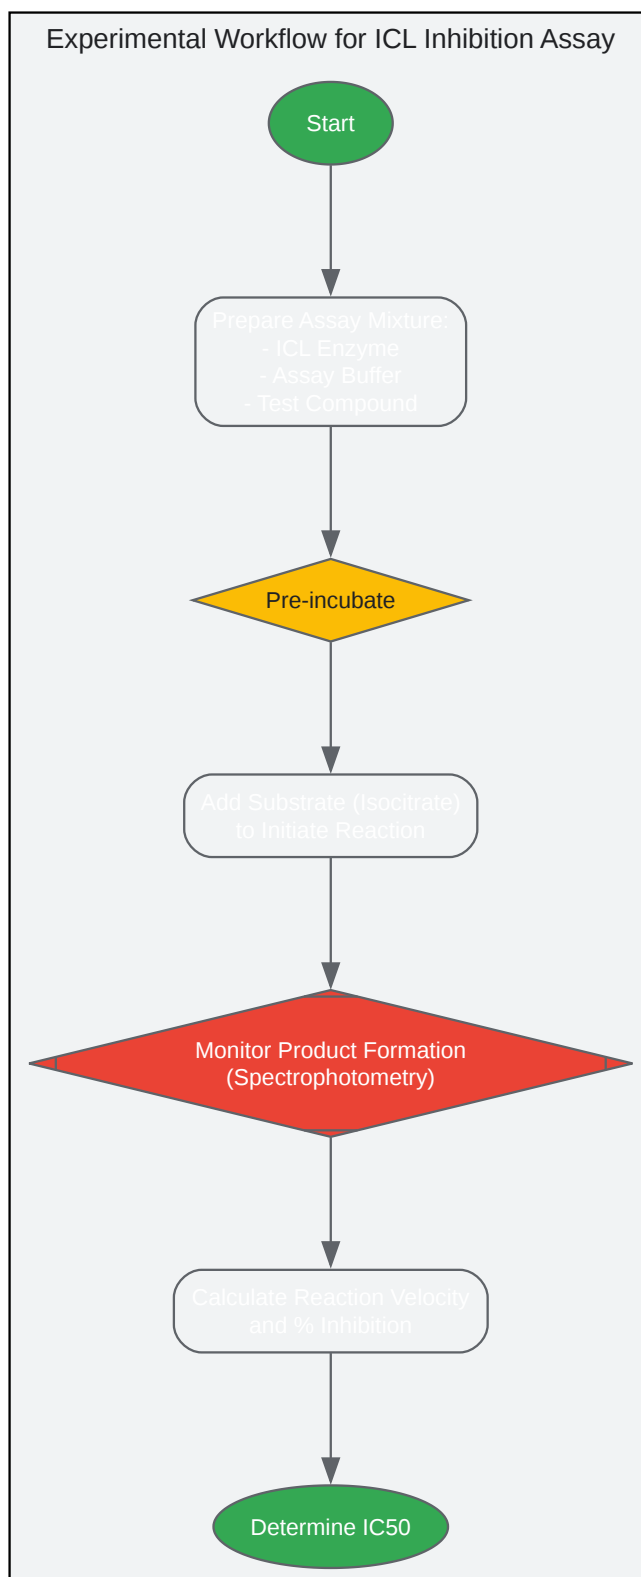 Experimental Workflow for ICL Inhibition Assay
Start
Prepare Assay Mixture:
- ICL Enzyme
- Assay Buffer
- Test Compound
Pre-incubate
Add Substrate (Isocitrate)
to Initiate Reaction
Monitor Product Formation
(Spectrophotometry)
Calculate Reaction Velocity
and % Inhibition
Determine IC50